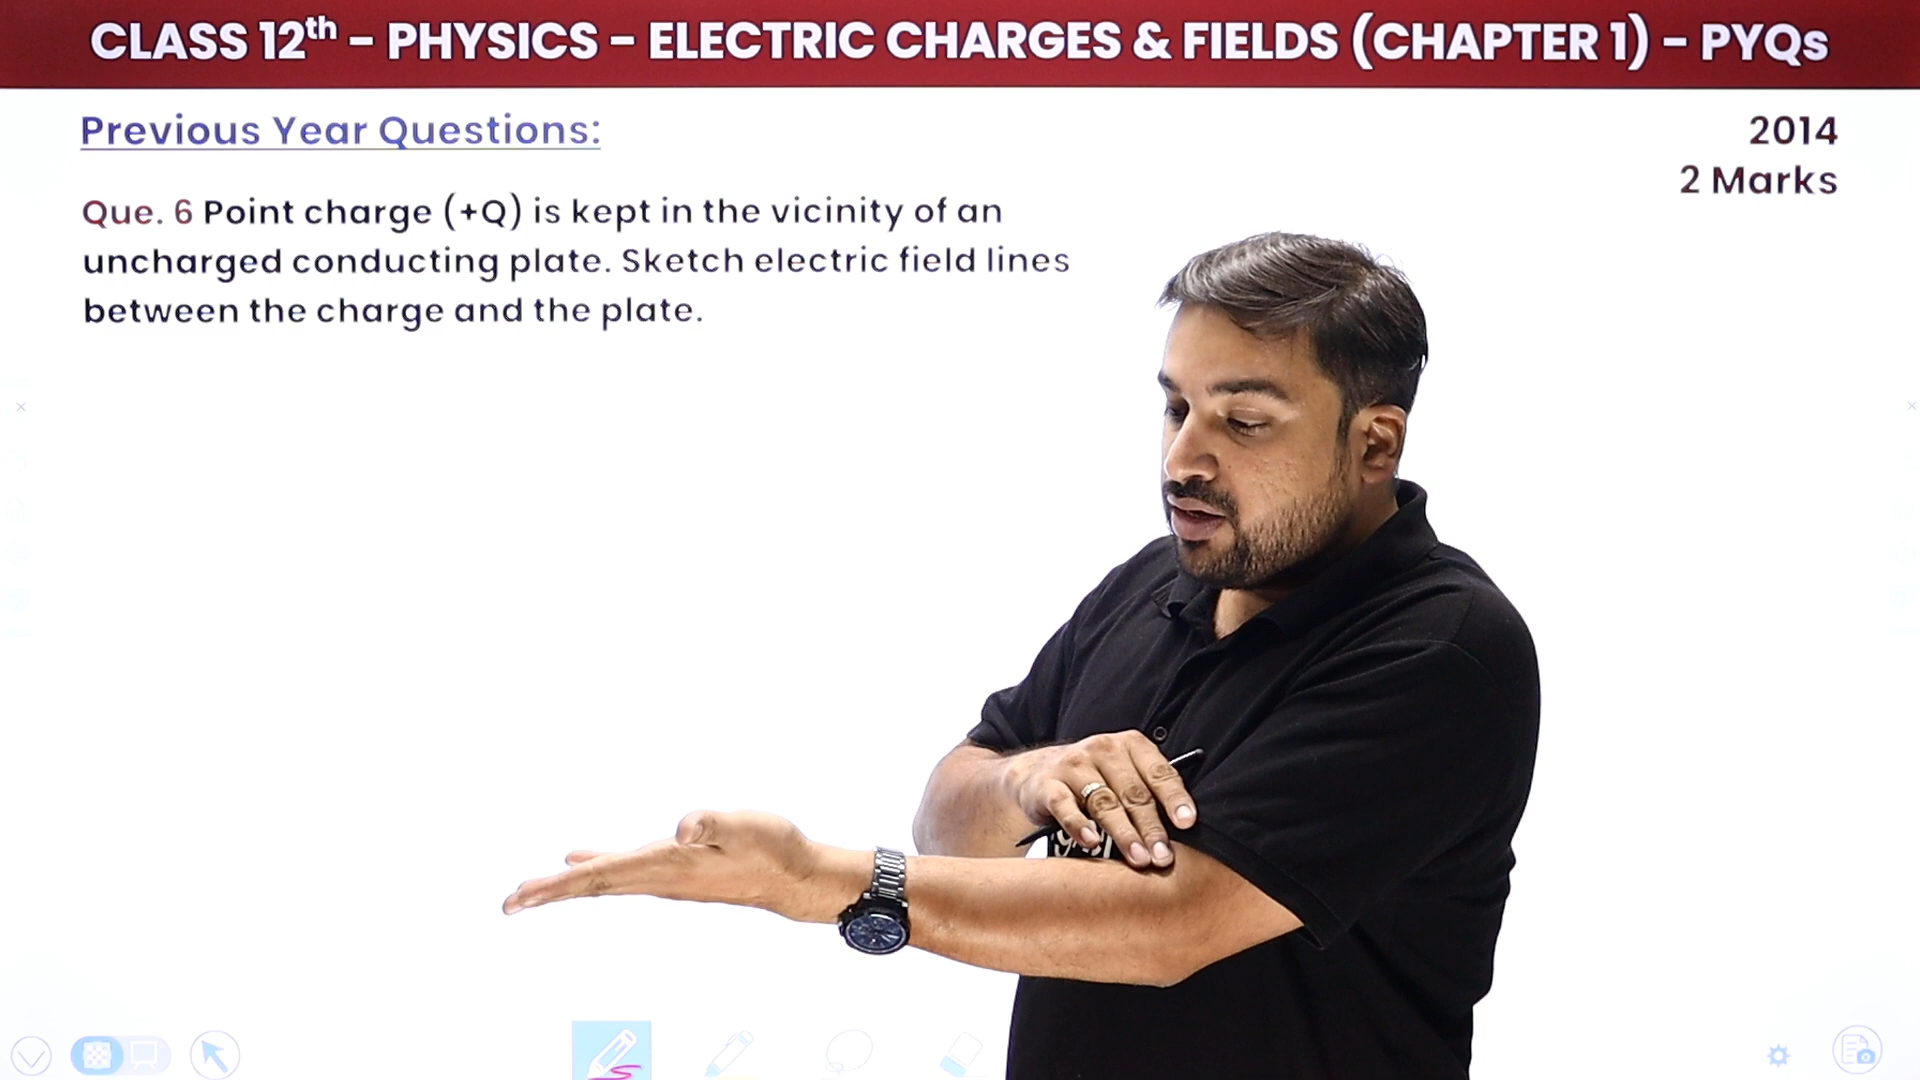 CLASS 12th - PHYSICS - ELECTRIC CHARGES & FIELDS (CHAPTER 1) - PYQs
Previous Year Questions:
2014
2 Marks
Que. 6 Point charge (+Q) is kept in the vicinity of an
uncharged conducting plate. Sketch electric field lines
between the charge and the plate.